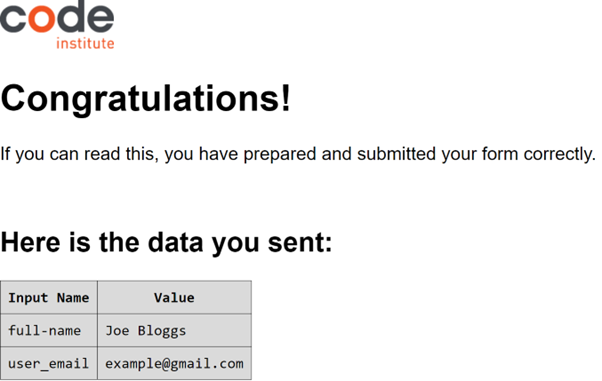 code
institute
Congratulations!
If you can read this, you have prepared and submitted your form correctly.
Here is the data you sent:
Input Name Value
full-name Joe Bloggs
user_email example@gmail.com